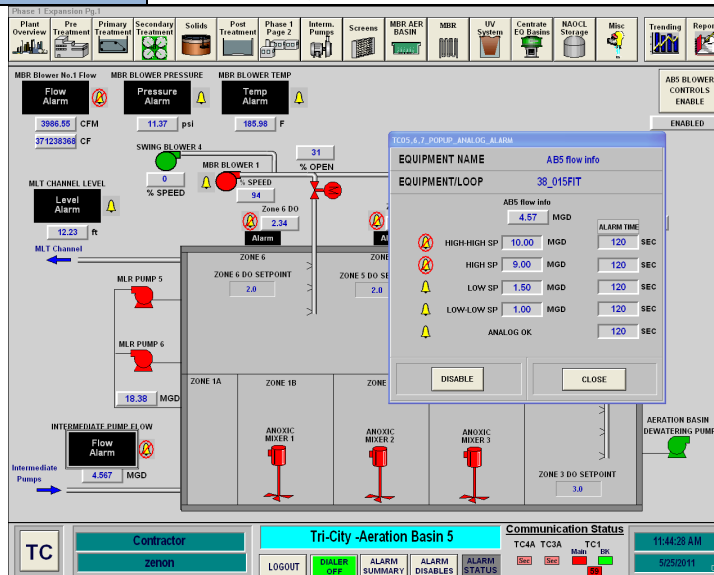 Phase 1 Expansion Pg.1
Plant Overview
Pre Treatment
Primary Treatment
Secondary Treatment
Solids
Post Treatment
Phase 1 Page 2
Interm. Pumps
Screens
MBR AER BASIN
MBR
UV System
Centrate EQ Basins
NAOCL Storage
Misc
Trending
MBR Blower No.1 Flow
Flow Alarm
3986.55 CFM
371238368 CF
MBR BLOWER PRESSURE
Pressure Alarm
11.37 psi
MBR BLOWER TEMP
Temp Alarm
185.98 F
AB5 BLOWER CONTROLS ENABLE
ENABLED
SWING BLOWER 4
0
% SPEED
MBR BLOWER 1
% SPEED
94
31
% OPEN
MLT CHANNEL LEVEL
Level Alarm
12.23 ft
MLT Channel
Zone 6 DO
2.34
Alarm
ZONE 6
ZONE 6 DO SETPOINT
2.0
ZONE 5 DO SE
2.0
TC05_6_7_POPUP_ANALOG_ALARM
EQUIPMENT NAME AB5 flow info
EQUIPMENT/LOOP 38_015FIT
AB5 flow info
4.57 MGD
ALARM TIME
HIGH-HIGH SP 10.00 MGD 120 SEC
HIGH SP 9.00 MGD 120 SEC
LOW SP 1.50 MGD 120 SEC
LOW-LOW SP 1.00 MGD 120 SEC
ANALOG OK 120 SEC
DISABLE
CLOSE
MLR PUMP 5
MLR PUMP 6
18.38 MGD
INTERMEDIATE PUMP FLOW
Flow Alarm
4.567 MGD
Intermediate Pumps
ZONE 1A
ZONE 1B
ZONE
ANOXIC MIXER 1
ANOXIC MIXER 2
ANOXIC MIXER 3
ZONE 3 DO SETPOINT
3.0
AERATION BASIN
DEWATERING PUMP
TC
Contractor
zenon
Tri-City -Aeration Basin 5
LOGOUT
DIALER OFF
ALARM SUMMARY
ALARM DISABLES
ALARM STATUS
Communication Status
TC4A TC3A TC1
Main BK
Sec Sec
59
11:44:28 AM
5/25/2011